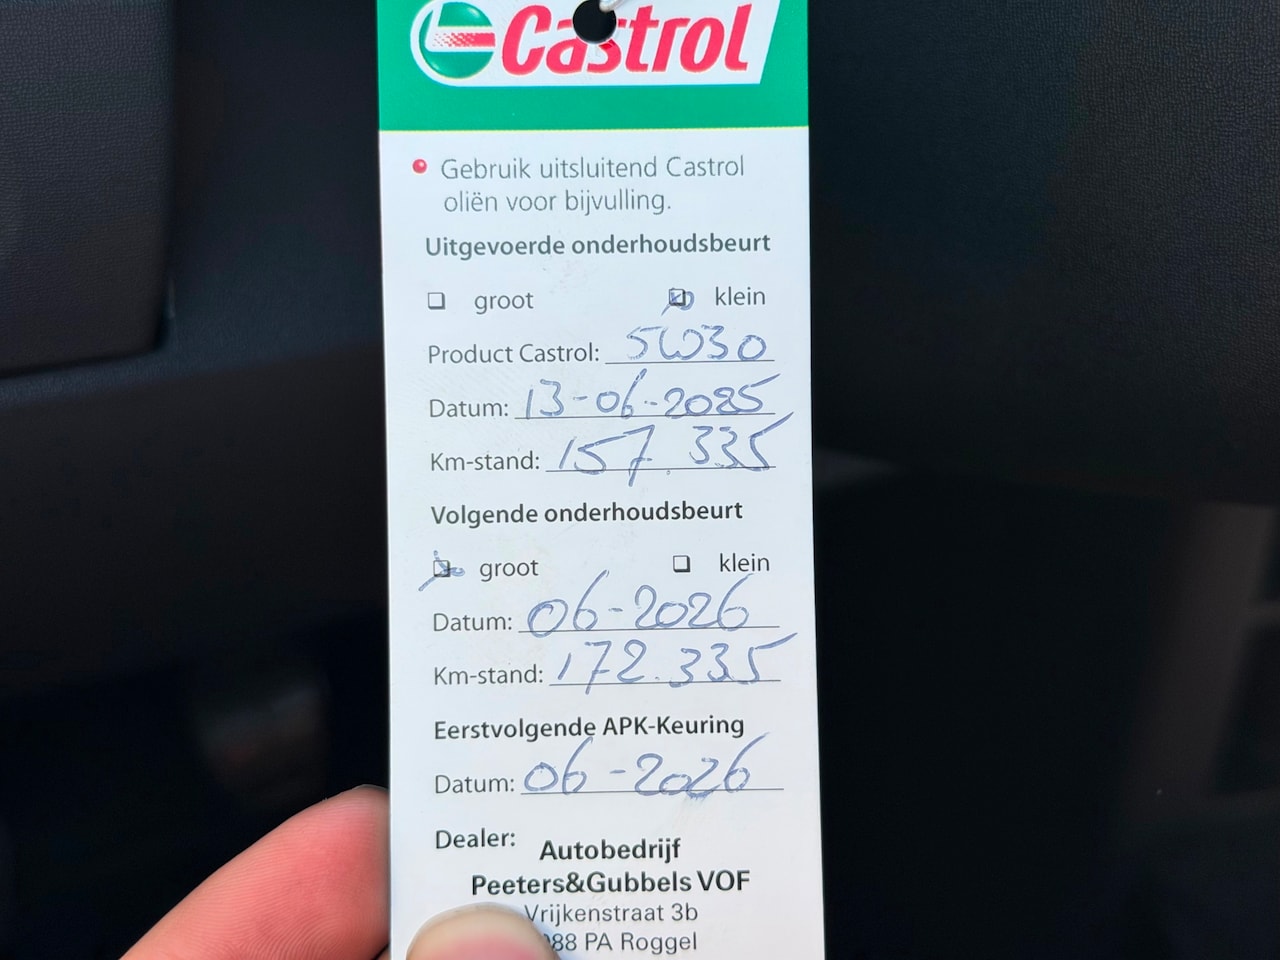 Castrol
Gebruik uitsluitend Castrol
oliën voor bijvulling.
Uitgevoerde onderhoudsbeurt
groot klein
Product Castrol: 5W30
Datum: 13-06-2025
Km-stand: 157.335
Volgende onderhoudsbeurt
groot klein
Datum: 06-2026
Km-stand: 172.335
Eerstvolgende APK-Keuring
Datum: 06-2026
Dealer: Autobedrijf
Peeters&Gubbels VOF
Vrijkenstraat 3b
088 PA Roggel